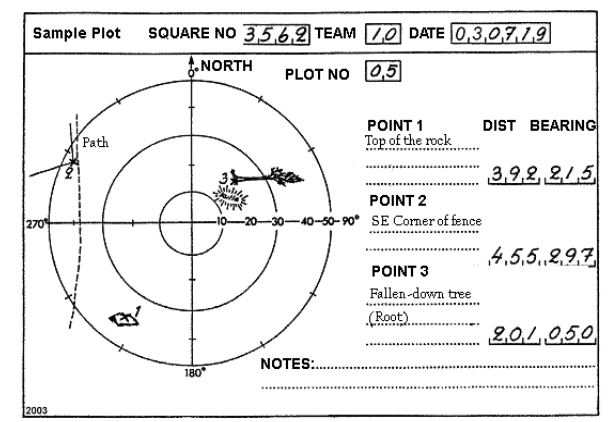 Sample Plot SQUARE NO 3562 TEAM 10 DATE 030719
NORTH
0°
PLOT NO 05
POINT 1 DIST BEARING
Top of the rock
392 215
POINT 2
SE Corner of fence
455 297
POINT 3
Fallen-down tree
(Root)
201 050
Path
2
3
270° 10 20 30 40 50 90°
1
180°
NOTES:
2003